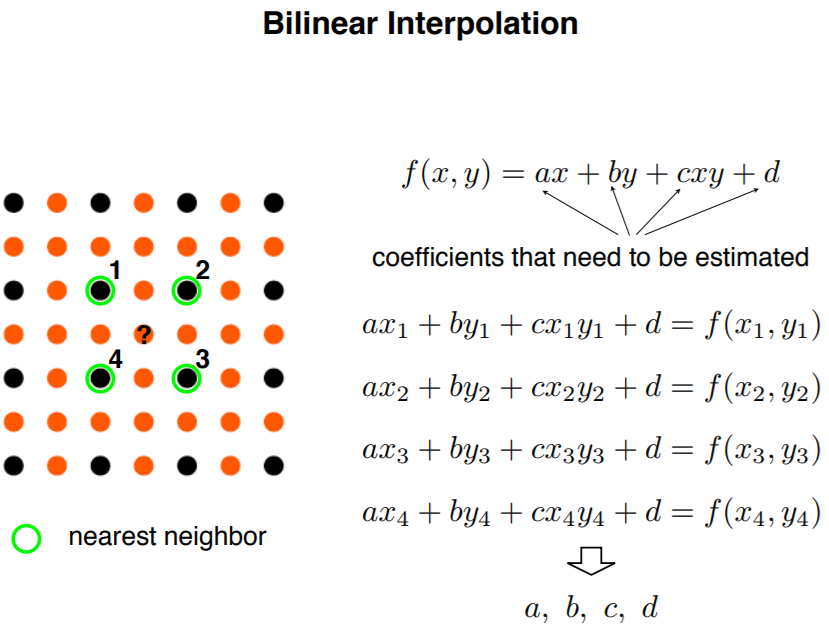 Bilinear Interpolation
f(x, y) = ax + by + cxy + d
coefficients that need to be estimated
1
2
?
4
3
ax₁ + by₁ + cx₁y₁ + d = f(x₁, y₁)
ax₂ + by₂ + cx₂y₂ + d = f(x₂, y₂)
ax₃ + by₃ + cx₃y₃ + d = f(x₃, y₃)
ax₄ + by₄ + cx₄y₄ + d = f(x₄, y₄)
nearest neighbor
a, b, c, d